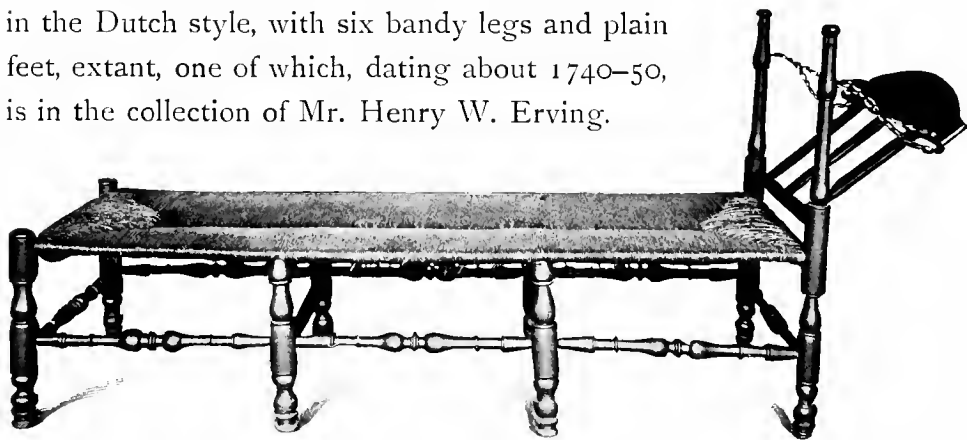 in the Dutch style, with six bandy legs and plain
feet, extant, one of which, dating about 1740–50,
is in the collection of Mr. Henry W. Erving.